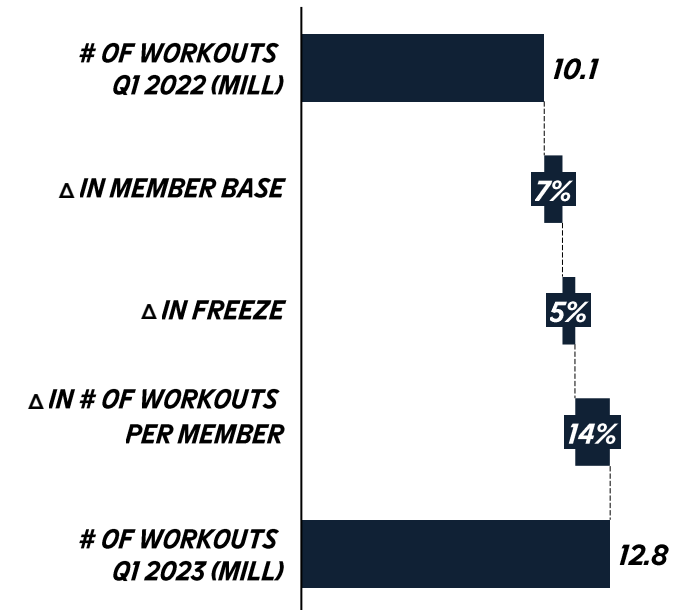 # OF WORKOUTS
Q1 2022 (MILL)
10.1
Δ IN MEMBER BASE
7%
Δ IN FREEZE
5%
Δ IN # OF WORKOUTS
PER MEMBER
14%
# OF WORKOUTS
Q1 2023 (MILL)
12.8